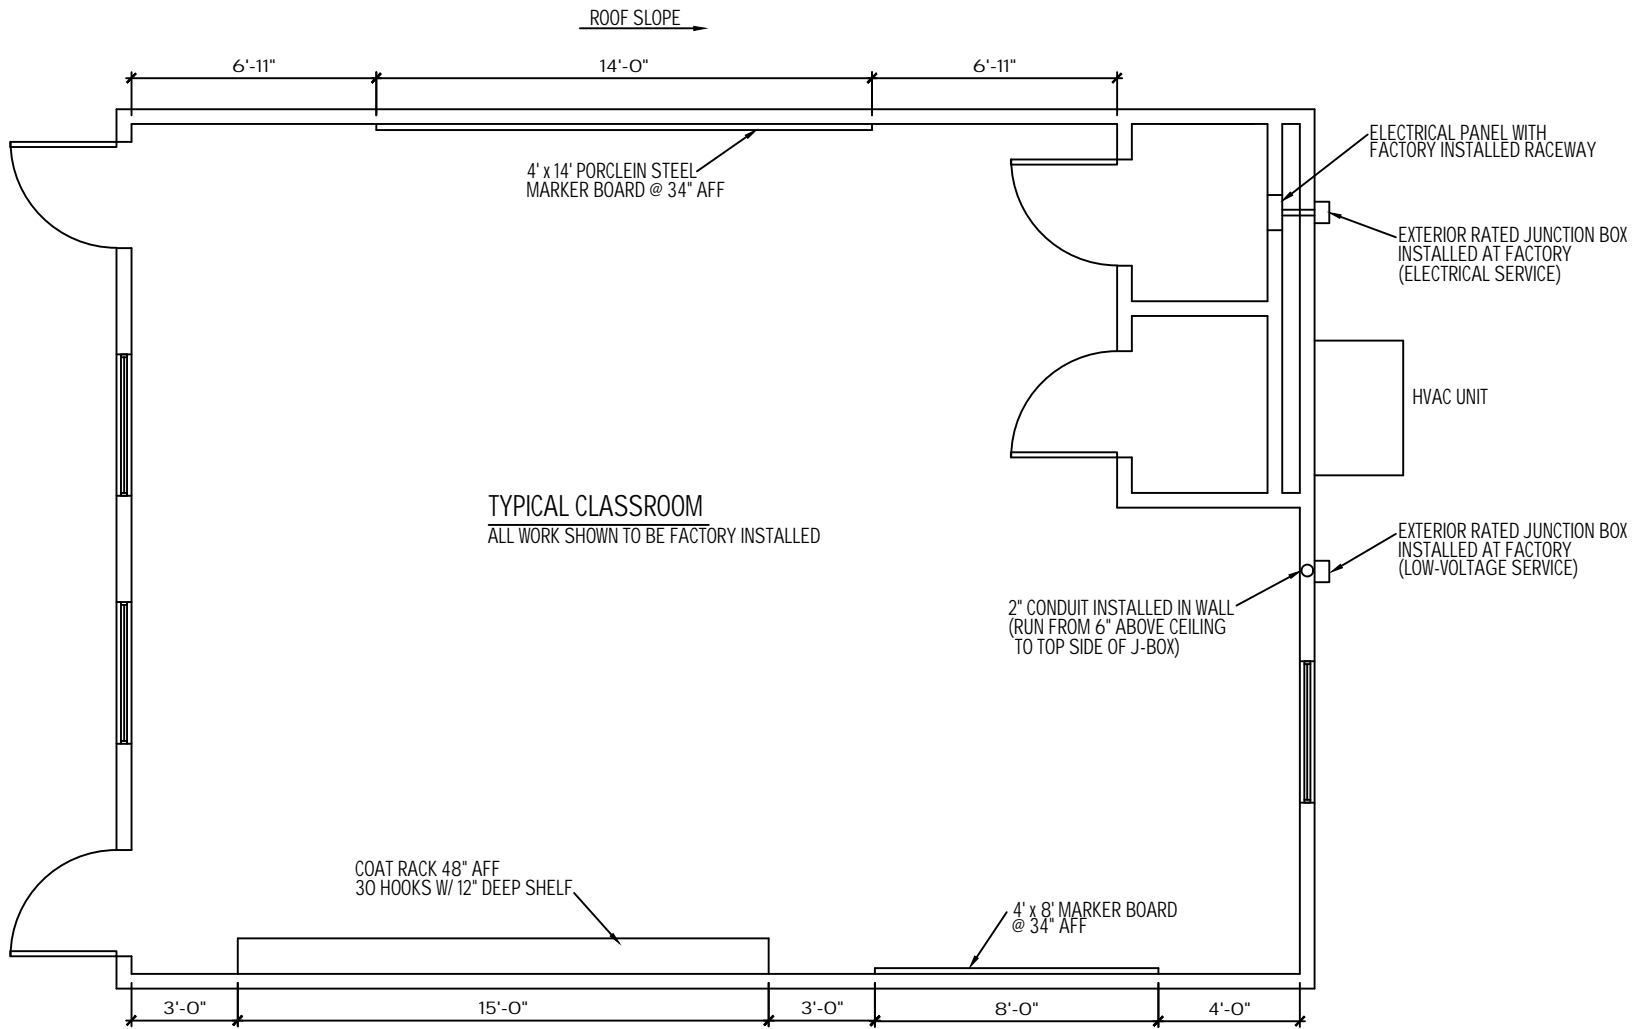 ROOF SLOPE
6'-11"
14'-0"
6'-11"
ELECTRICAL PANEL WITH
FACTORY INSTALLED RACEWAY
4' x 14' PORCLEIN STEEL
MARKER BOARD @ 34" AFF
EXTERIOR RATED JUNCTION BOX
INSTALLED AT FACTORY
(ELECTRICAL SERVICE)
HVAC UNIT
TYPICAL CLASSROOM
ALL WORK SHOWN TO BE FACTORY INSTALLED
EXTERIOR RATED JUNCTION BOX
INSTALLED AT FACTORY
(LOW-VOLTAGE SERVICE)
2" CONDUIT INSTALLED IN WALL
(RUN FROM 6" ABOVE CEILING
TO TOP SIDE OF J-BOX)
COAT RACK 48" AFF
30 HOOKS W/ 12" DEEP SHELF
4' x 8' MARKER BOARD
@ 34" AFF
3'-0"
15'-0"
3'-0"
8'-0"
4'-0"